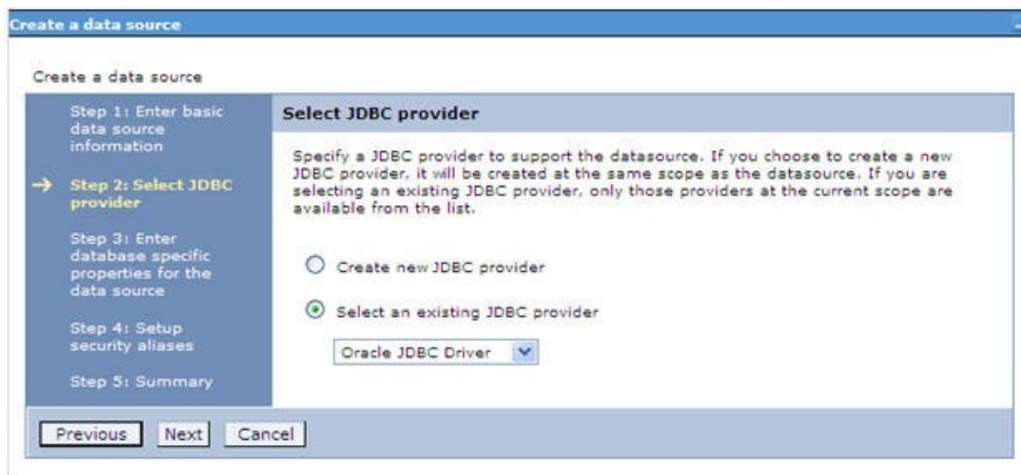 Create a data source
Create a data source
Step 1: Enter basic
data source
information
Step 2: Select JDBC
provider
Step 3: Enter
database specific
properties for the
data source
Step 4: Setup
security aliases
Step 5: Summary
Select JDBC provider
Specify a JDBC provider to support the datasource. If you choose to create a new
JDBC provider, it will be created at the same scope as the datasource. If you are
selecting an existing JDBC provider, only those providers at the current scope are
available from the list.
Create new JDBC provider
Select an existing JDBC provider
Oracle JDBC Driver
Previous Next Cancel